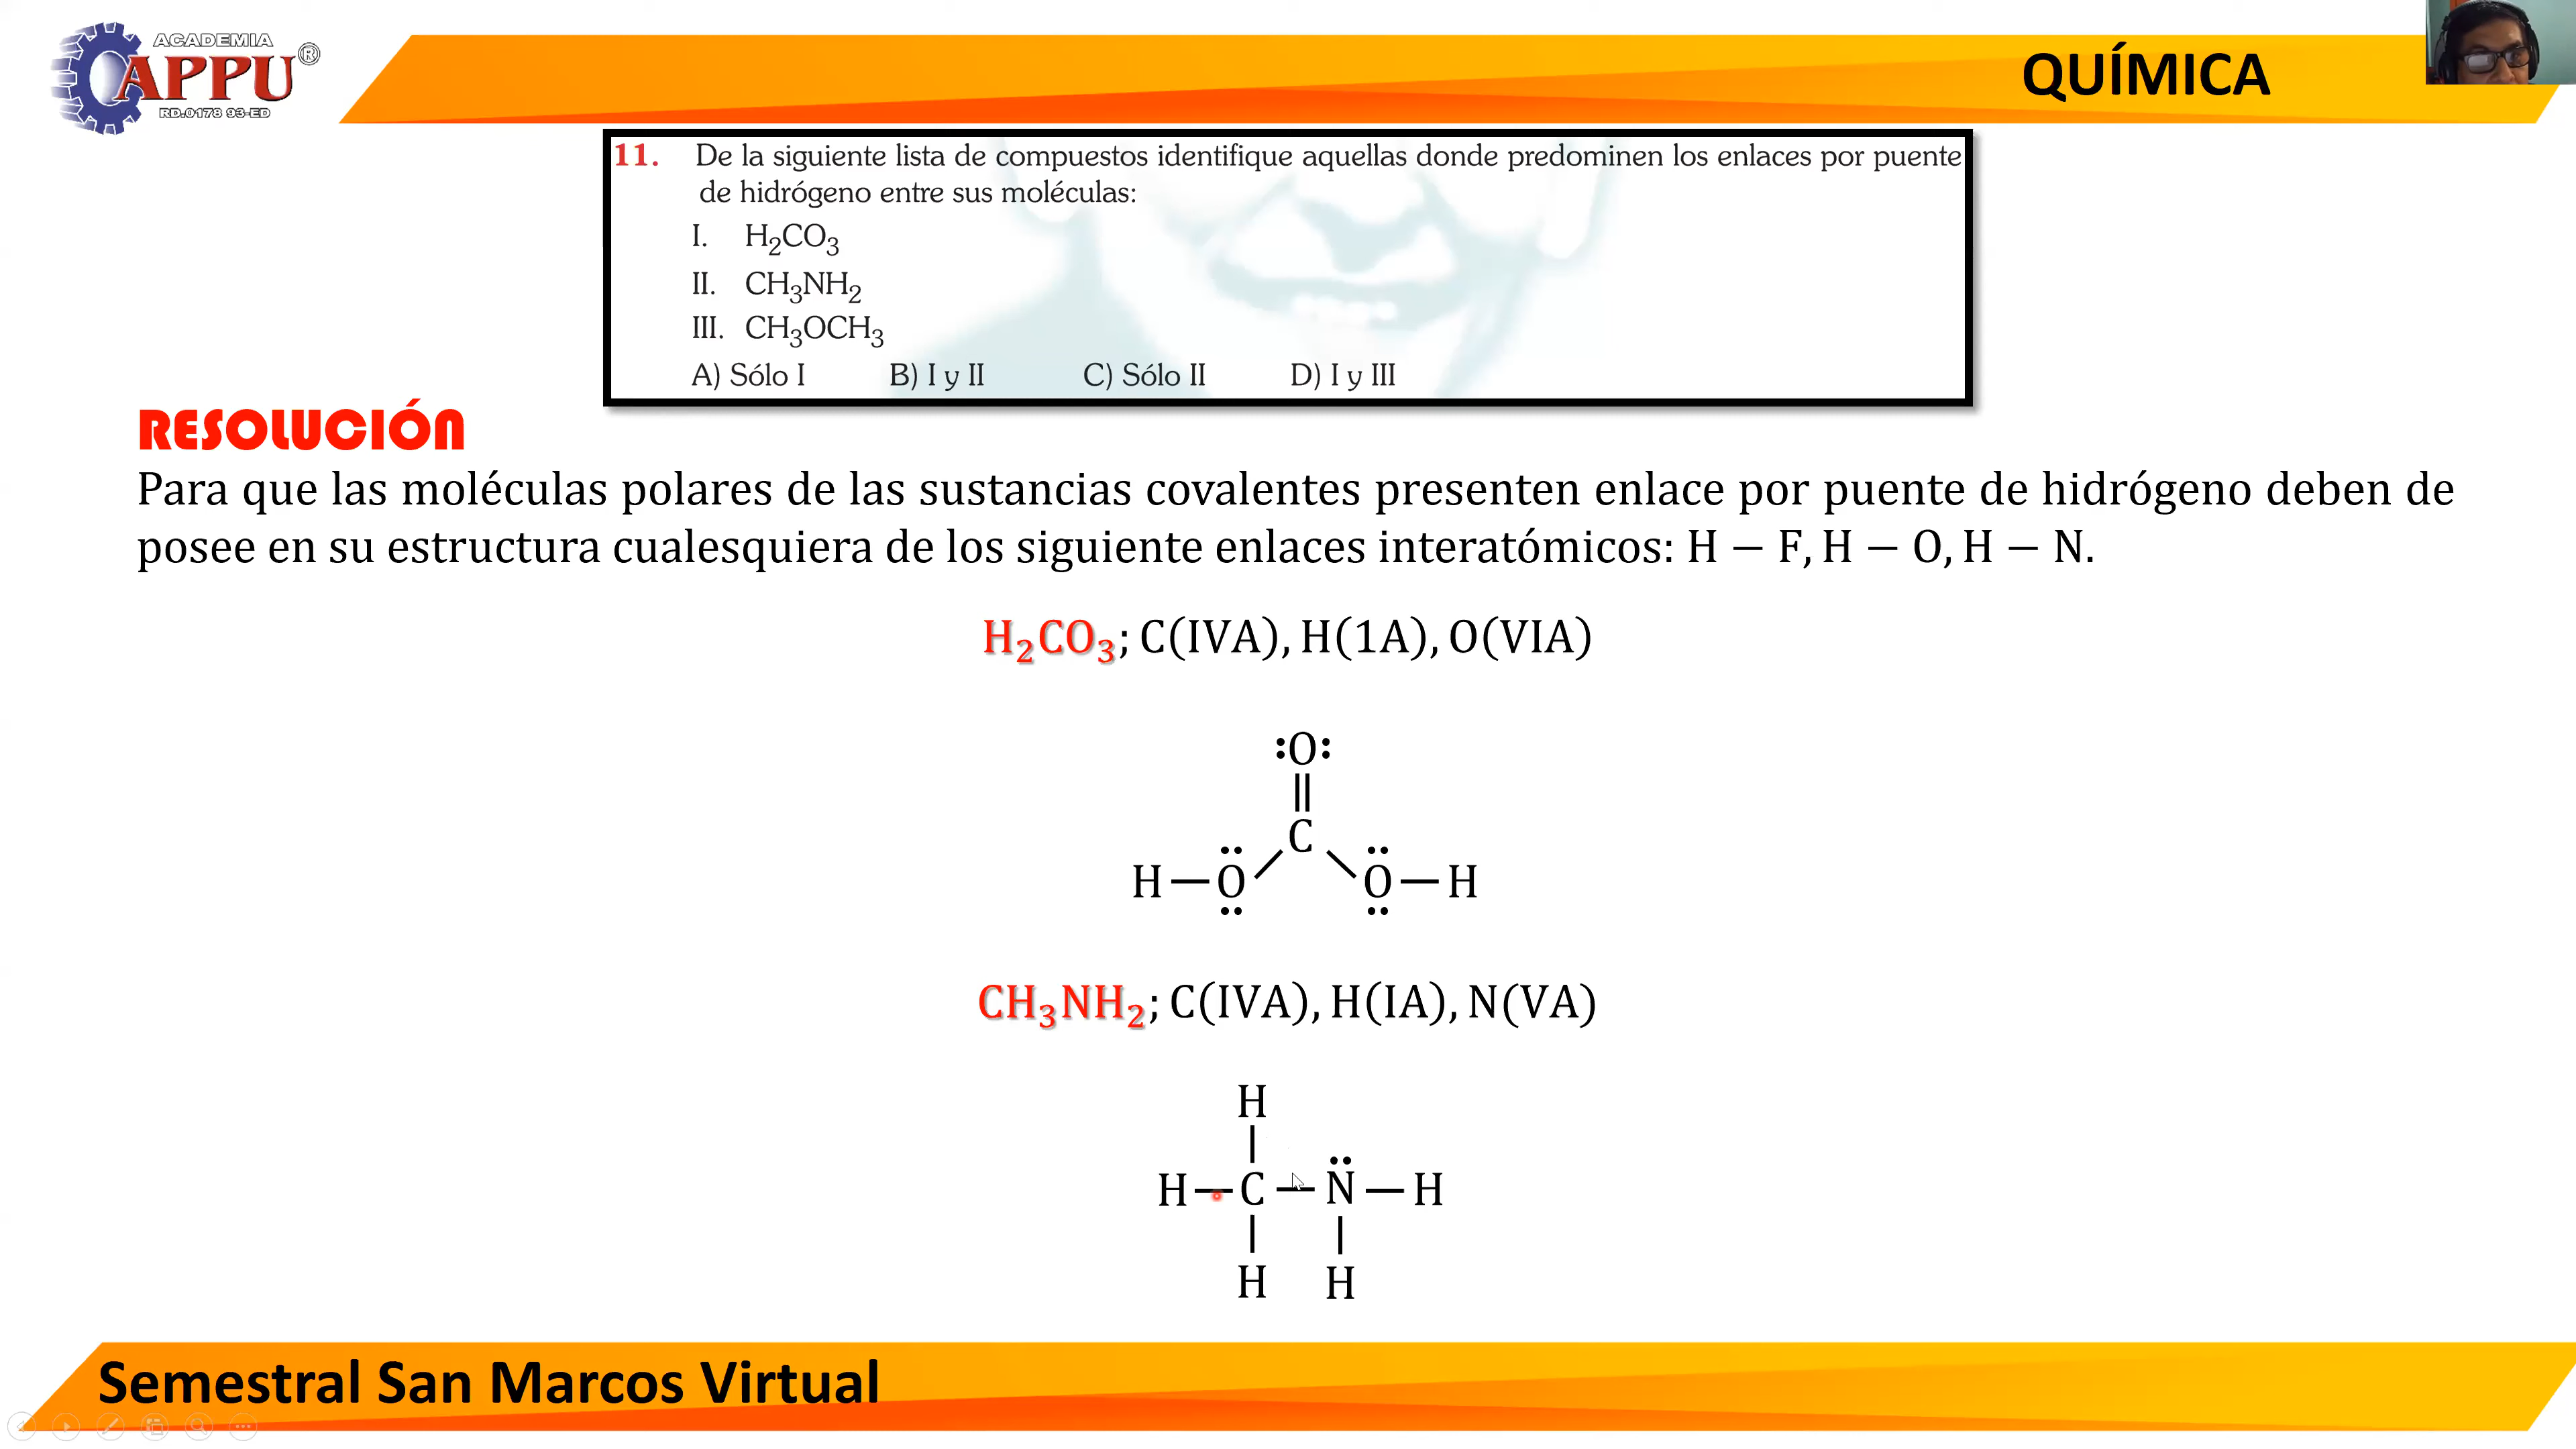 ACADEMIA
APPU®
RD.0178 93-ED
QUÍMICA
11. De la siguiente lista de compuestos identifique aquellas donde predominen los enlaces por puente
de hidrógeno entre sus moléculas:
I. H₂CO₃
II. CH₃NH₂
III. CH₃OCH₃
A) Sólo I B) I y II C) Sólo II D) I y III
RESOLUCIÓN
Para que las moléculas polares de las sustancias covalentes presenten enlace por puente de hidrógeno deben de
posee en su estructura cualesquiera de los siguiente enlaces interatómicos: H − F, H − O, H − N.
H₂CO₃; C(IVA), H(1A), O(VIA)
:O:
||
C
H — O O — H
CH₃NH₂; C(IVA), H(IA), N(VA)
H
H — C — N — H
H H
Semestral San Marcos Virtual